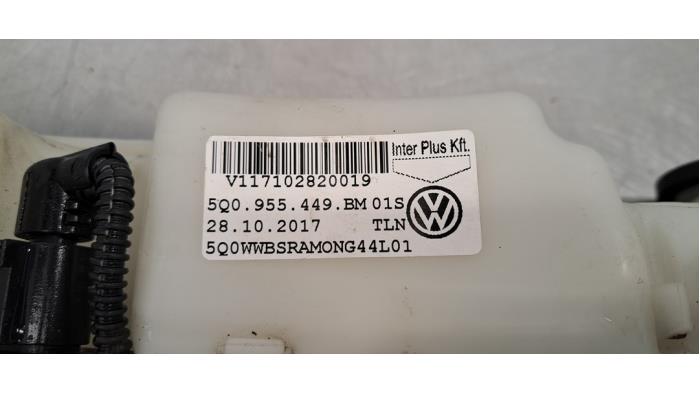 Inter Plus Kft.
V117102820019
5Q0.955.449.BM 01S
28.10.2017 TLN
5Q0WWBSRAMONG44L01